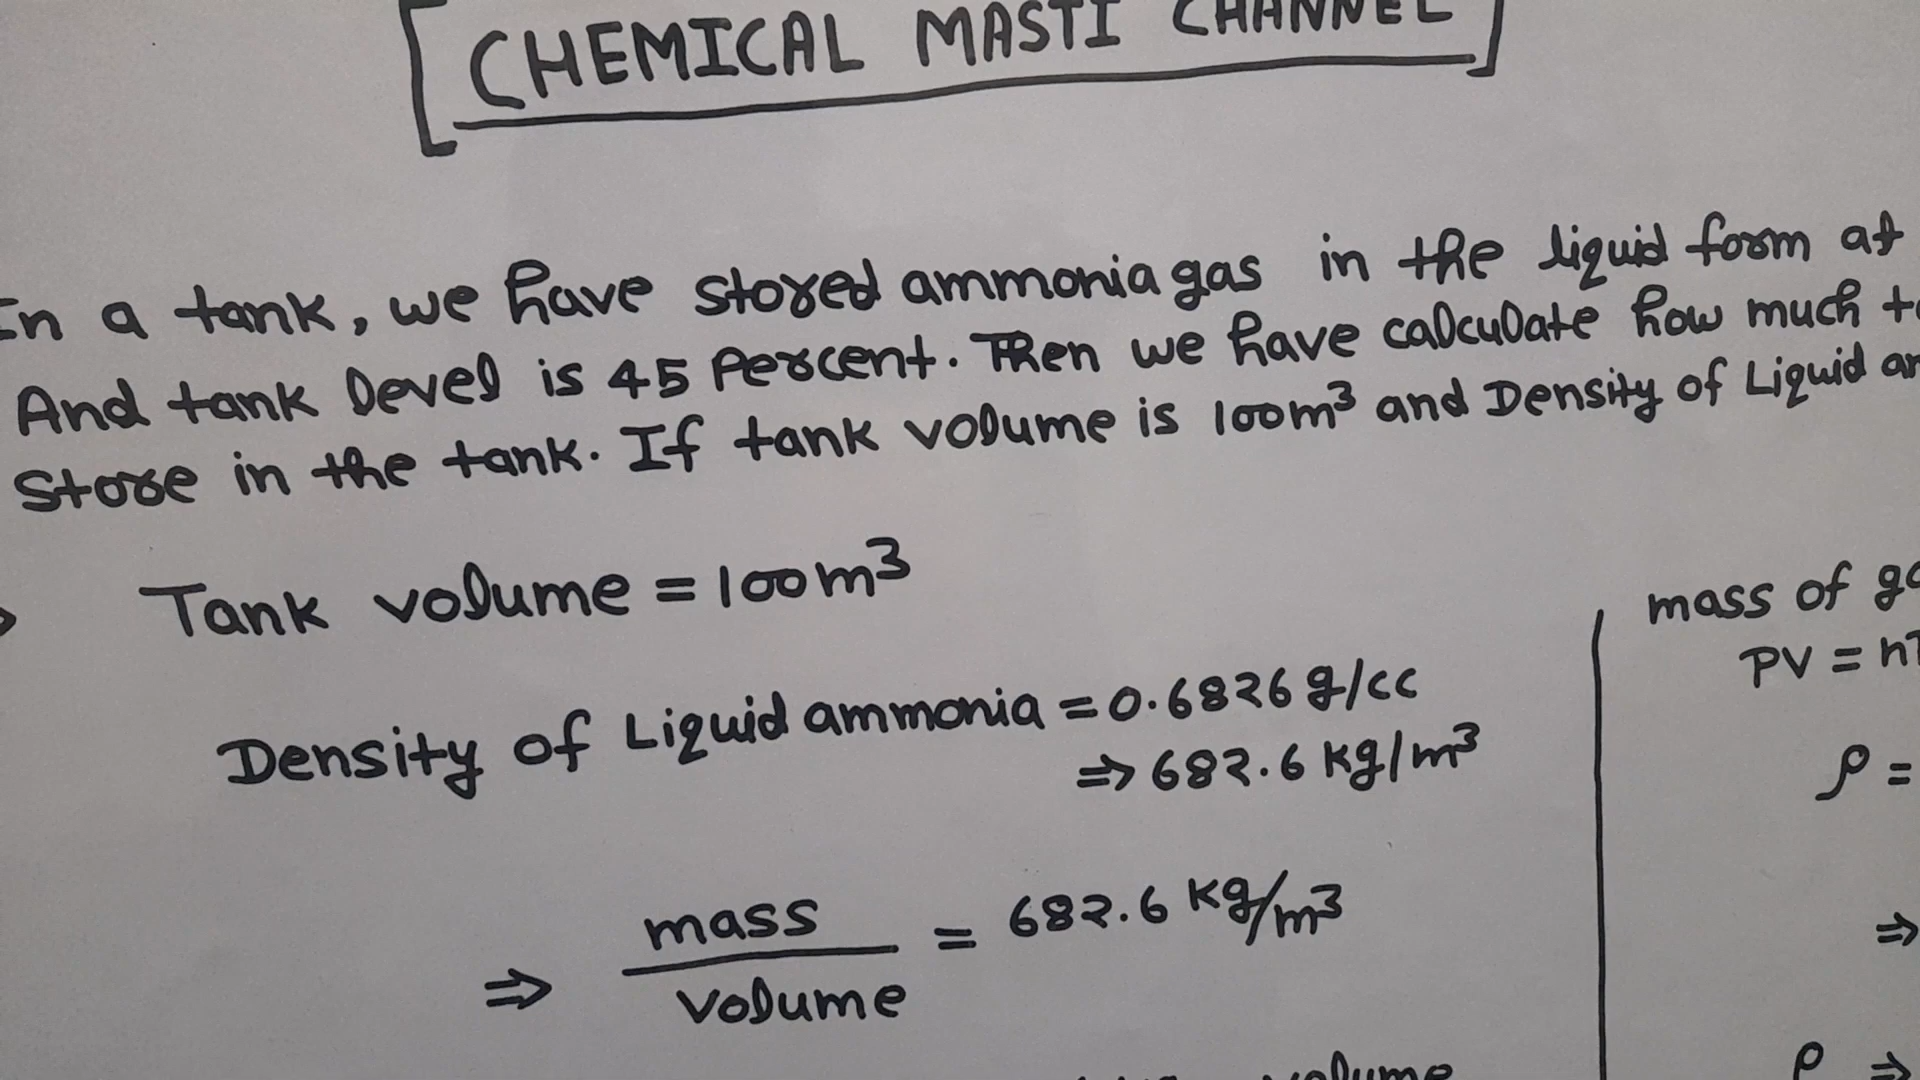 [CHEMICAL MASTI CHANNEL]
In a tank, we have stored ammonia gas in the liquid form at
And tank level is 45 Percent. Then we have calculate how much
Store in the tank. If tank volume is 100m³ and Density of Liquid
Tank volume = 100m³
Density of Liquid ammonia = 0.6826 g/cc
⇒ 682.6 kg/m³
⇒ mass/volume = 682.6 kg/m³
volume
mass of
PV =
ρ =
⇒
ρ ⇒